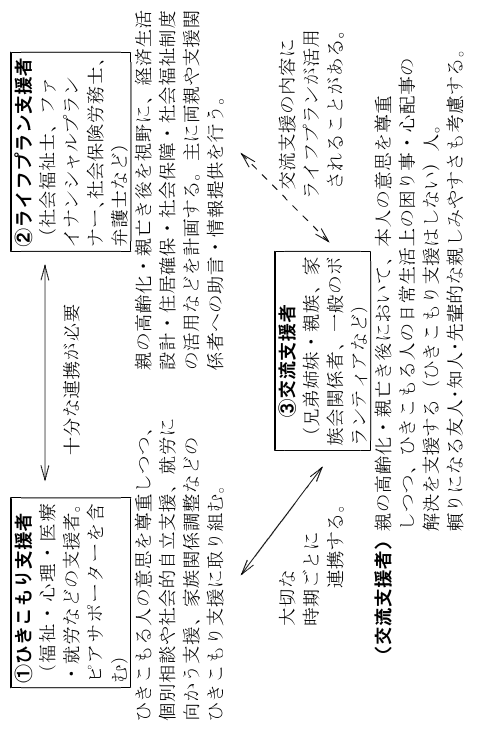 ①ひきこもり支援者
（福祉・心理・医療
・就労などの支援者。
ピアサポーターを含
む）
ひきこもる人の意思を尊重しつつ、
個別相談や社会的自立支援、就労に
向かう支援、家族関係調整などの
ひきこもり支援に取り組む。
十分な連携が必要
②ライフプラン支援者
（社会福祉士、ファ
イナンシャルプラン
ナー、社会保険労務士、
弁護士など）
親の高齢化・親亡き後を視野に、経済生活
設計・住居確保・社会保障・社会福祉制度
の活用などを計画する。主に両親や支援関
係者への助言・情報提供を行う。
大切な
時期ごとに
連携する。
③交流支援者
（兄弟姉妹・親族、家
族会関係者、一般のボ
ランティアなど）
交流支援の内容に
ライフプランが活用
されることがある。
（交流支援者）親の高齢化・親亡き後において、本人の意思を尊重
しつつ、ひきこもる人の日常生活上の困り事・心配事の
解決を支援する（ひきこもり支援はしない）人。
頼りになる友人・知人・先輩的な親しみやすさも考慮する。